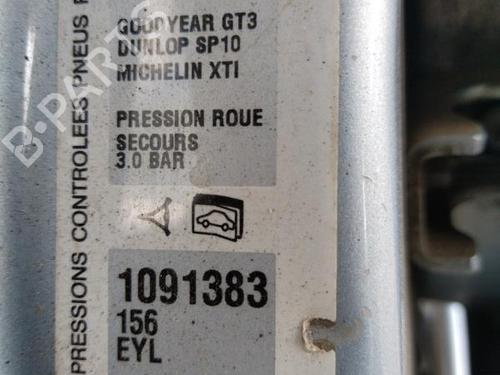 GOODYEAR GT3
DUNLOP SP10
MICHELIN XTI
PRESSION ROUE
SECOURS
3.0 BAR
1091383
156
EYL
PRESSIONS CONTROLEES PNEUS
B-PARTS